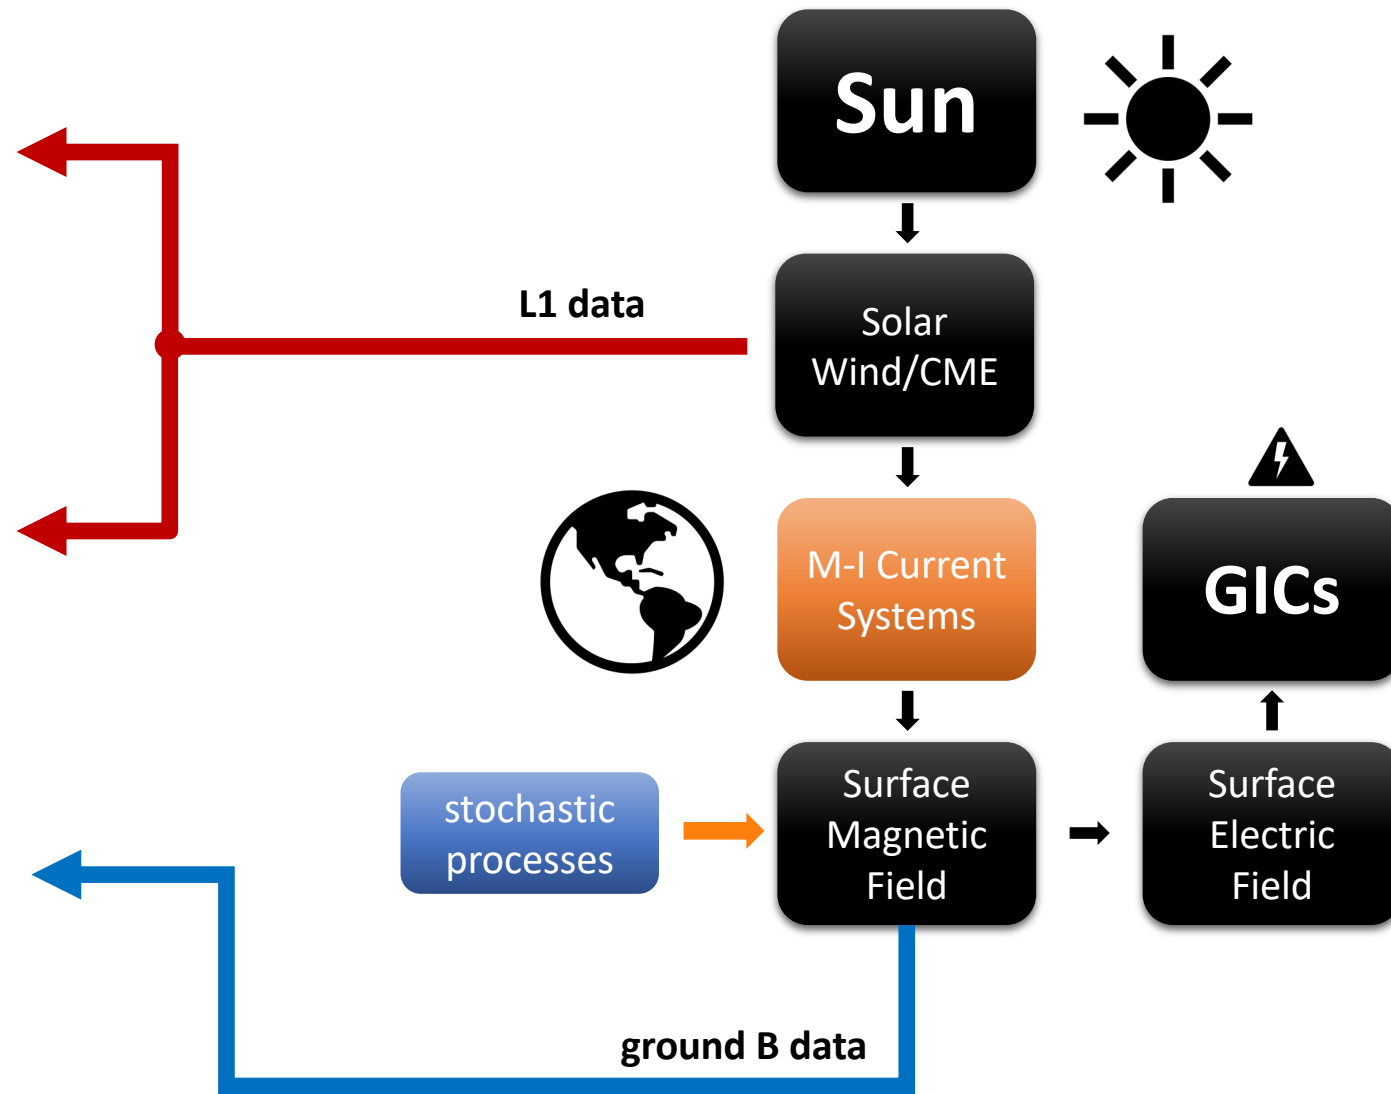 Sun
L1 data
Solar
Wind/CME
M-I Current
Systems
GICs
stochastic
processes
Surface
Magnetic
Field
Surface
Electric
Field
ground B data